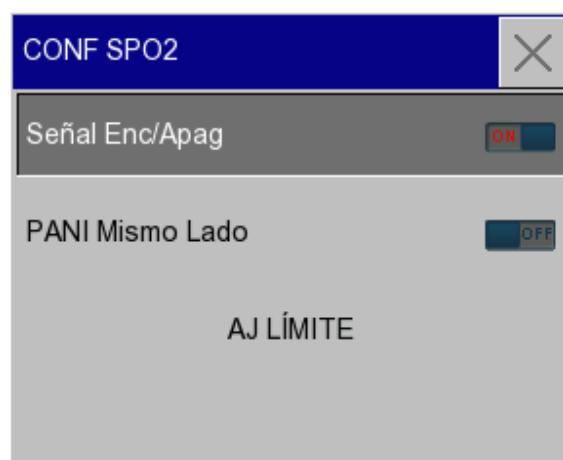 CONF SPO2
Señal Enc/Apag ON
PANI Mismo Lado OFF
AJ LÍMITE